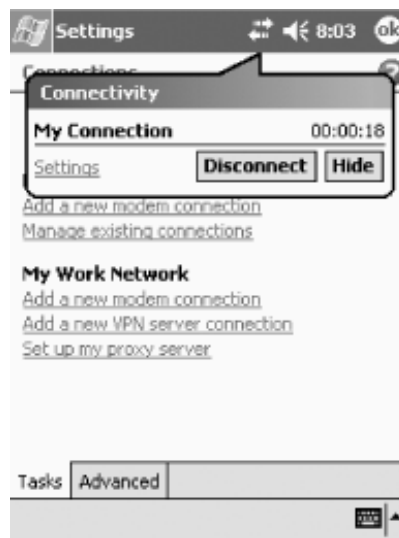 Settings 8:03 ok
Connections
Connectivity
My Connection 00:00:18
Settings Disconnect Hide
Add a new modem connection
Manage existing connections
My Work Network
Add a new modem connection
Add a new VPN server connection
Set up my proxy server
Tasks Advanced